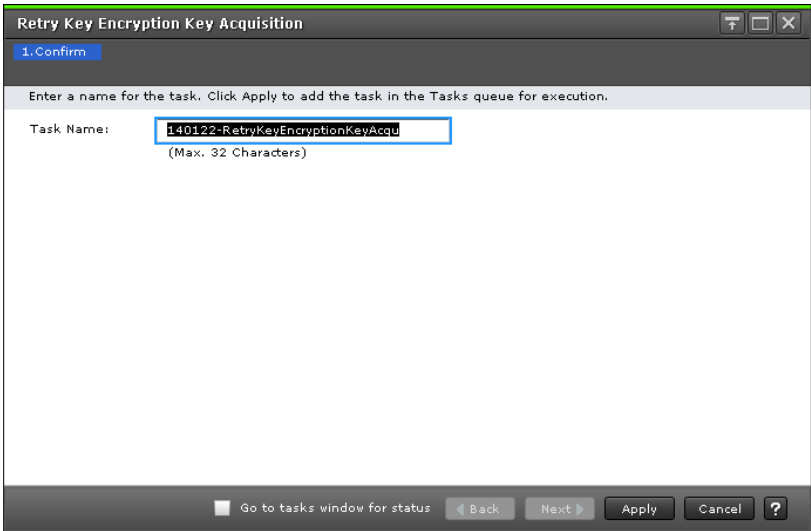 Retry Key Encryption Key Acquisition
1.Confirm
Enter a name for the task. Click Apply to add the task in the Tasks queue for execution.
Task Name: 140122-RetryKeyEncryptionKeyAcqu
(Max. 32 Characters)
Go to tasks window for status Back Next Apply Cancel ?